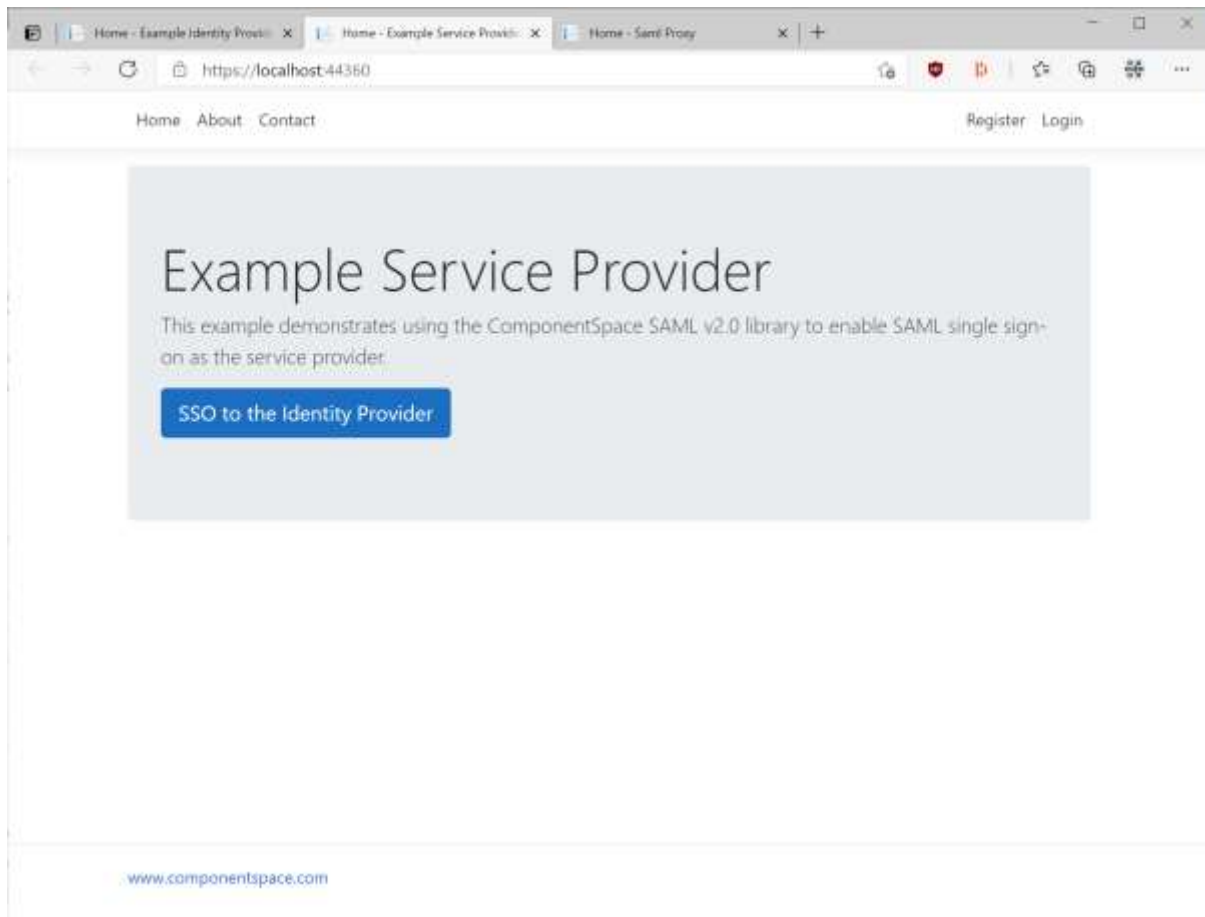 Home - Example Identity Provi
Home - Example Service Provid
Home - Saml Proxy
https://localhost:44360
Home About Contact
Register Login
Example Service Provider
This example demonstrates using the ComponentSpace SAML v2.0 library to enable SAML single sign-
on as the service provider.
SSO to the Identity Provider
www.componentspace.com